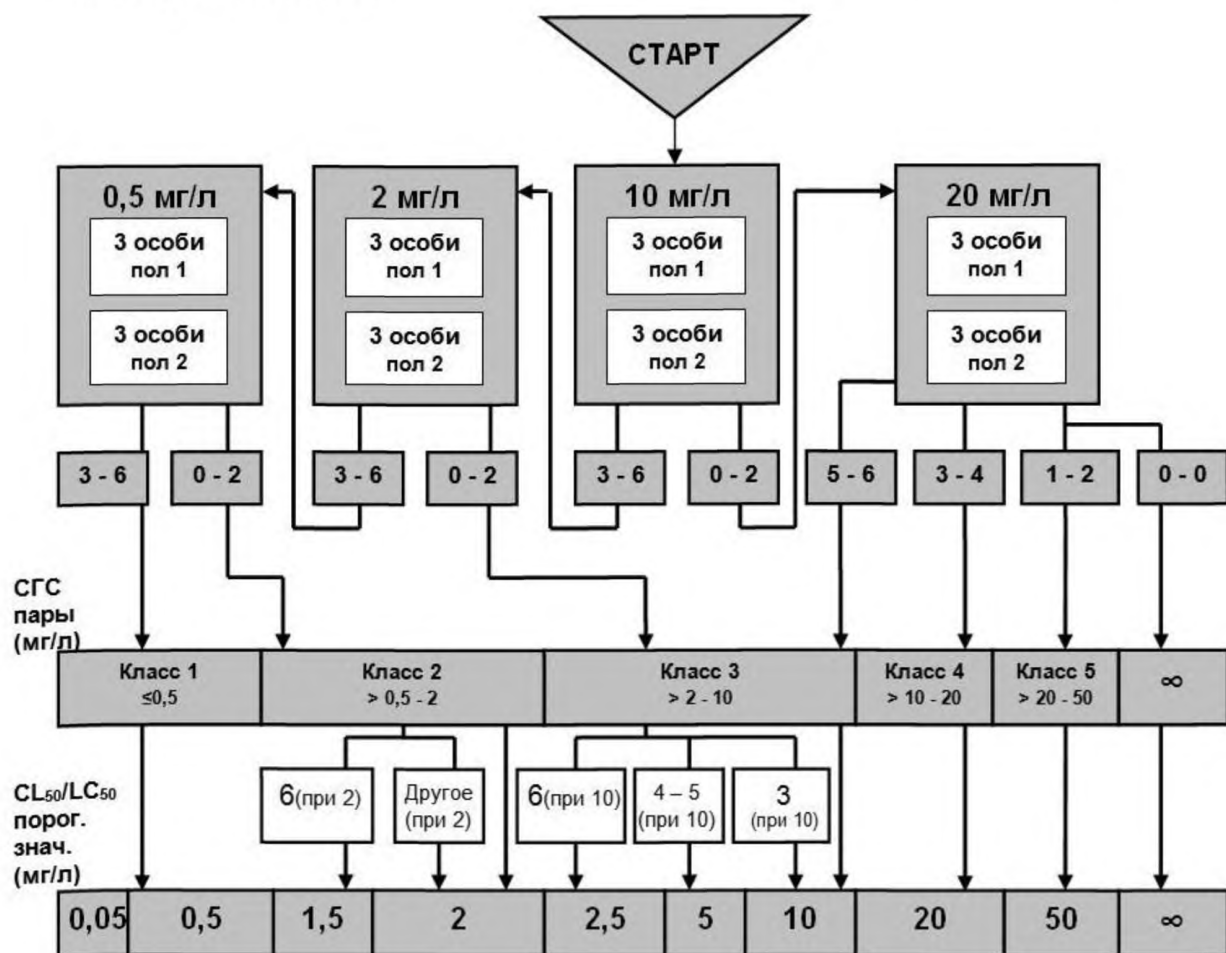 СТАРТ
0,5 мг/л
3 особи
пол 1
3 особи
пол 2
2 мг/л
3 особи
пол 1
3 особи
пол 2
10 мг/л
3 особи
пол 1
3 особи
пол 2
20 мг/л
3 особи
пол 1
3 особи
пол 2
3 - 6
0 - 2
3 - 6
0 - 2
3 - 6
0 - 2
5 - 6
3 - 4
1 - 2
0 - 0
СГС
пары
(мг/л)
Класс 1
≤0,5
Класс 2
> 0,5 - 2
Класс 3
> 2 - 10
Класс 4
> 10 - 20
Класс 5
> 20 - 50
∞
CL50/LC50
порог.
знач.
(мг/л)
6(при 2)
Другое
(при 2)
6(при 10)
4 – 5
(при 10)
3
(при 10)
0,05
0,5
1,5
2
2,5
5
10
20
50
∞